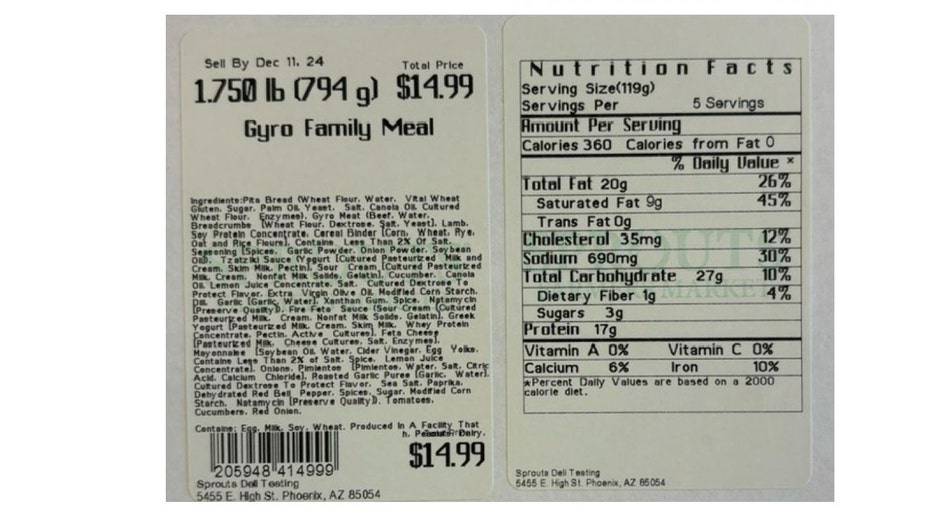 Sell By Dec 11. 24
Total Price
1.750 lb (794 g) $14.99
Gyro Family Meal
Ingredients:Pita Bread (Wheat Flour. Water. Vital Wheat
Gluten. Sugar. Palm Oil. Yeast. Salt. Canola Oil. Cultured
Wheat Flour. Enzymes). Gyro Meat (Beef. Water.
Breadcrumbs [Wheat Flour. Dextrose. Salt. Yeast]. Lamb.
Soy Protein Concentrate. Cereal Binder [Corn. Wheat. Rye.
Oat and Rice Flours]. Contains Less Than 2% Of Salt.
Seasoning [Spices. Garlic Powder. Onion Powder. Soybean
Oil]). Tzatziki Sauce (Yogurt [Cultured Pasteurized Milk and
Cream. Skim Milk. Pectin]. Sour Cream [Cultured Pasteurized
Milk. Cream. Nonfat Milk Solids. Gelatin]. Cucumber. Canola
Oil. Lemon Juice Concentrate. Salt. Cultured Dextrose To
Protect Flavor. Extra Virgin Olive Oil. Modified Corn Starch.
Dill. Garlic [Garlic. Water]. Xanthan Gum. Spice. Natamycin
[Preserve Quality]). Fire Feta Sauce (Sour Cream [Cultured
Pasteurized Milk. Cream. Nonfat Milk Solids. Gelatin]. Greek
Yogurt [Pasteurized Milk. Cream. Skim Milk. Whey Protein
Concentrate. Pectin. Active Cultures]. Feta Cheese
[Pasteurized Milk. Cheese Cultures. Salt. Enzymes].
Mayonnaise [Soybean Oil. Water. Cider Vinegar. Egg Yolks.
Contains Less Than 2% of Salt. Spice. Lemon Juice
Concentrate]. Onions. Pimientos [Pimientos. Water. Salt. Citric
Acid. Calcium Chloride]. Roasted Garlic Puree [Garlic. Water].
Cultured Dextrose To Protect Flavor. Sea Salt. Paprika.
Dehydrated Red Bell Pepper. Spices. Sugar. Modified Corn
Starch. Natamycin [Preserve Quality]). Tomatoes.
Cucumbers. Red Onion.
Contains: Egg. Milk. Soy. Wheat. Produced In A Facility That
$14.99
205948 414999
Sprouts Deli Testing
5455 E. High St. Phoenix, AZ 85054
Nutrition Facts
Serving Size(119g)
Servings Per 5 Servings
Amount Per Serving
Calories 360 Calories from Fat 0
% Daily Value *
Total Fat 20g 26%
Saturated Fat 9g 45%
Trans Fat 0g
Cholesterol 35mg 12%
Sodium 690mg 30%
Total Carbohydrate 27g 10%
Dietary Fiber 1g 4%
Sugars 3g
Protein 17g
Vitamin A 0% Vitamin C 0%
Calcium 6% Iron 10%
*Percent Daily Values are based on a 2000
calorie diet.
Sprouts Deli Testing
5455 E. High St. Phoenix, AZ 85054